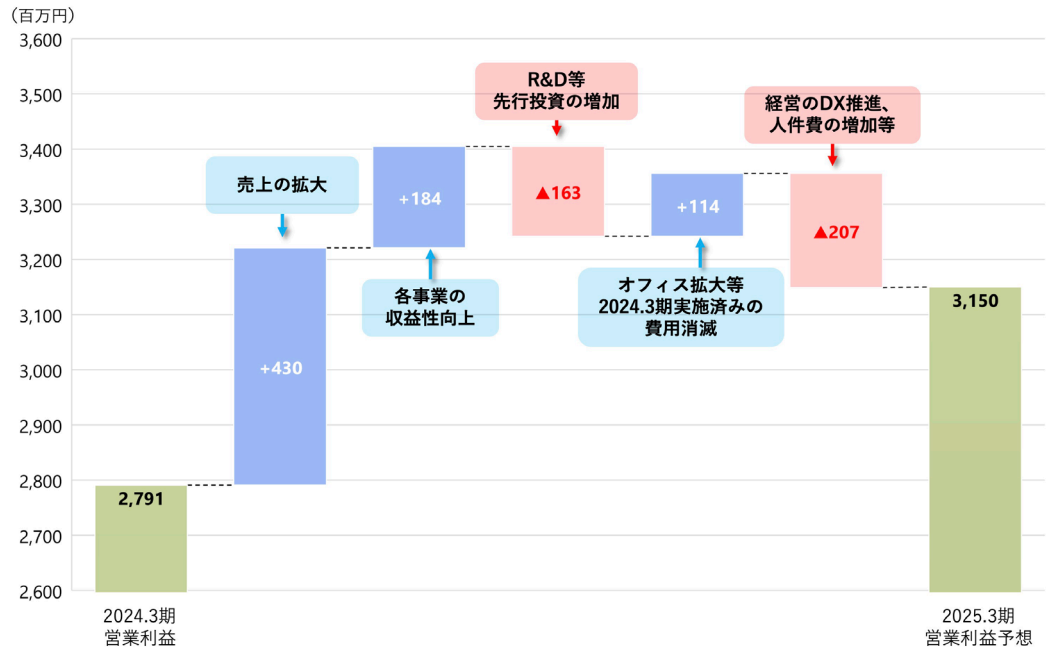 （百万円）
3,600
3,500
3,400
3,300
3,200
3,100
3,000
2,900
2,800
2,700
2,600
2,791
売上の拡大
+430
+184
各事業の
収益性向上
R&D等
先行投資の増加
▲163
+114
オフィス拡大等
2024.3期実施済みの
費用消滅
経営のDX推進、
人件費の増加等
▲207
3,150
2024.3期
営業利益
2025.3期
営業利益予想